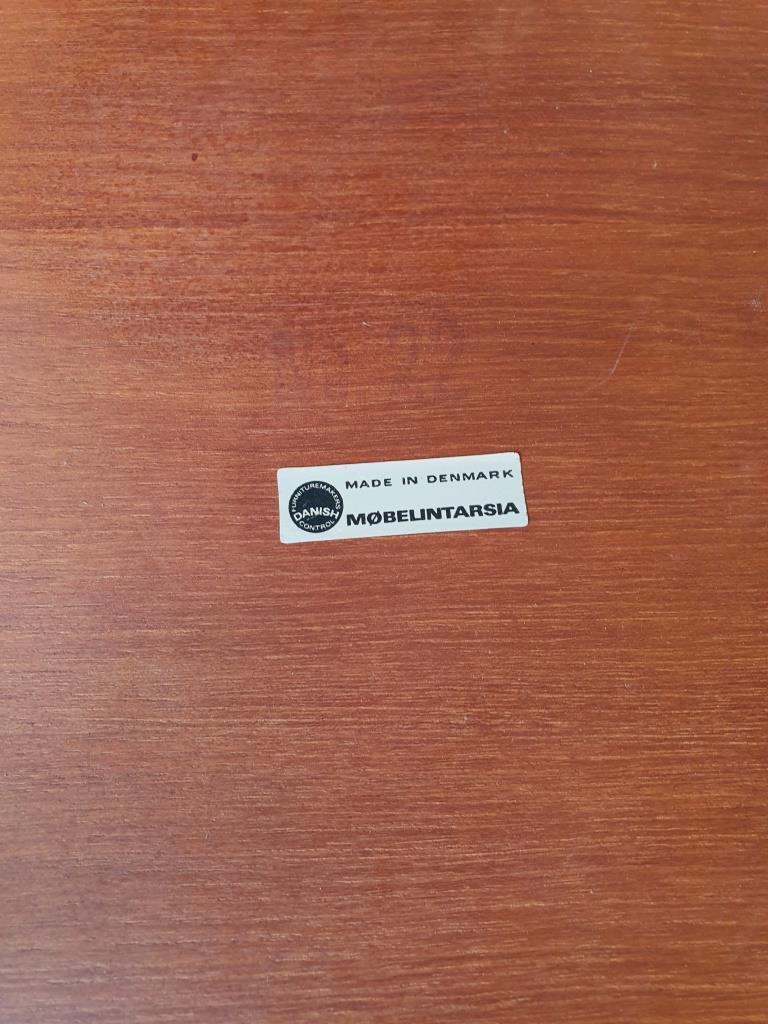 MADE IN DENMARK
FURNITUREMAKERS
DANISH
CONTROL
MØBELINTARSIA